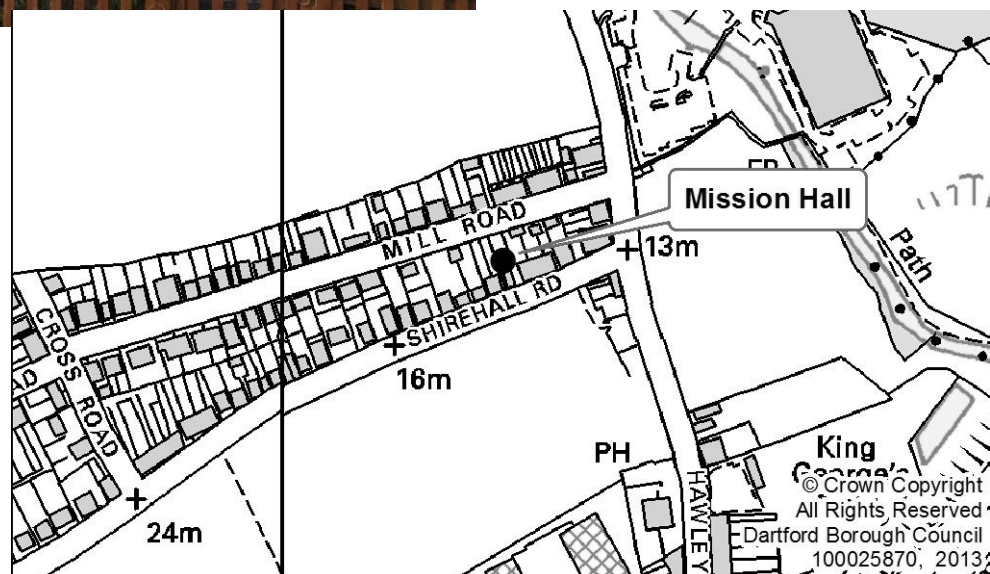 Mission Hall
MILL ROAD
13m
Path
CROSS
ROAD
SHIREHALL RD
16m
PH
King
George's
HAWLEY
24m
© Crown Copyright
All Rights Reserved
Dartford Borough Council
100025870, 2013